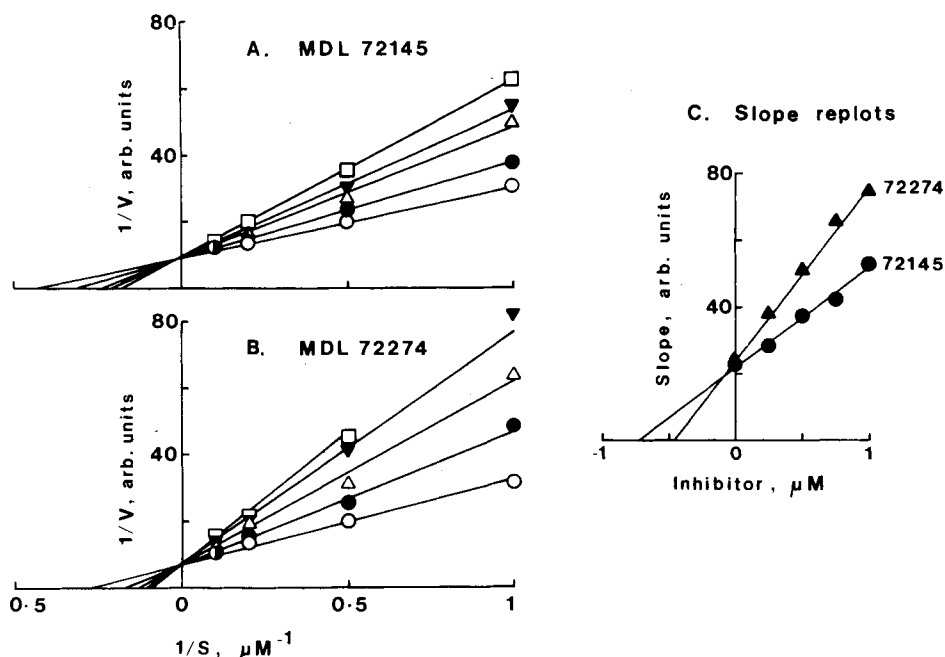 80
A. MDL 72145
1/V, arb. units
40
80
B. MDL 72274
1/V, arb. units
40
0·5
0
0·5
1
1/S, μM⁻¹
C. Slope replots
80
72274
72145
Slope, arb. units
40
-1
0
1
Inhibitor, μM